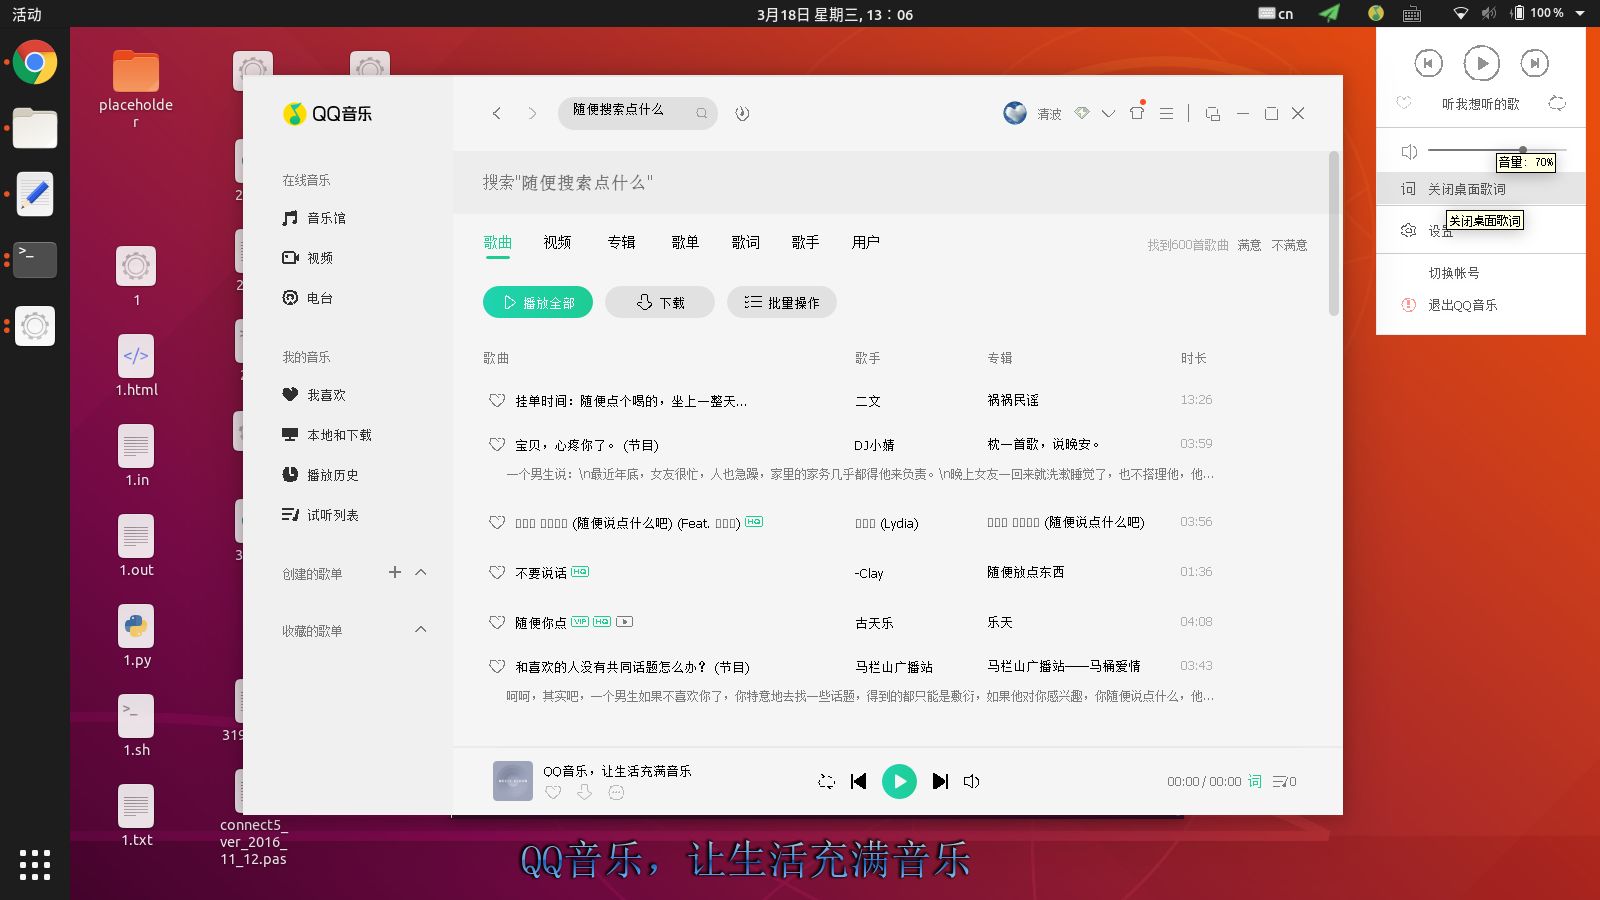 活动
3月18日 星期三, 13：06
cn
100 %
placeholde
r
1
1.html
1.in
1.out
1.py
1.sh
1.txt
connect5_
ver_2016_
11_12.pas
QQ音乐
随便搜索点什么
清波
在线音乐
音乐馆
视频
电台
我的音乐
我喜欢
本地和下载
播放历史
试听列表
创建的歌单
收藏的歌单
搜索"随便搜索点什么"
歌曲 视频 专辑 歌单 歌词 歌手 用户
找到600首歌曲 满意 不满意
播放全部 下载 批量操作
歌曲 歌手 专辑 时长
挂单时间：随便点个喝的，坐上一整天... 二文 祸祸民谣 13:26
宝贝，心疼你了。 (节目) DJ小婧 枕一首歌，说晚安。 03:59
一个男生说：\n最近年底，女友很忙，人也急躁，家里的家务几乎都得他来负责。\n晚上女友一回来就洗漱睡觉了，也不搭理他，他...
(随便说点什么吧) (Feat. ) HQ (Lydia) (随便说点什么吧) 03:56
不要说话 HQ -Clay 随便放点东西 01:36
随便你点 VIP HQ 古天乐 乐天 04:08
和喜欢的人没有共同话题怎么办？ (节目) 马栏山广播站 马栏山广播站——马桶爱情 03:43
呵呵，其实吧，一个男生如果不喜欢你了，你特意地去找一些话题，得到的都只能是敷衍，如果他对你感兴趣，你随便说点什么，他...
QQ音乐，让生活充满音乐
00:00 / 00:00 词 0
QQ音乐，让生活充满音乐
听我想听的歌
音量：70%
词 关闭桌面歌词
关闭桌面歌词
设置
切换帐号
退出QQ音乐